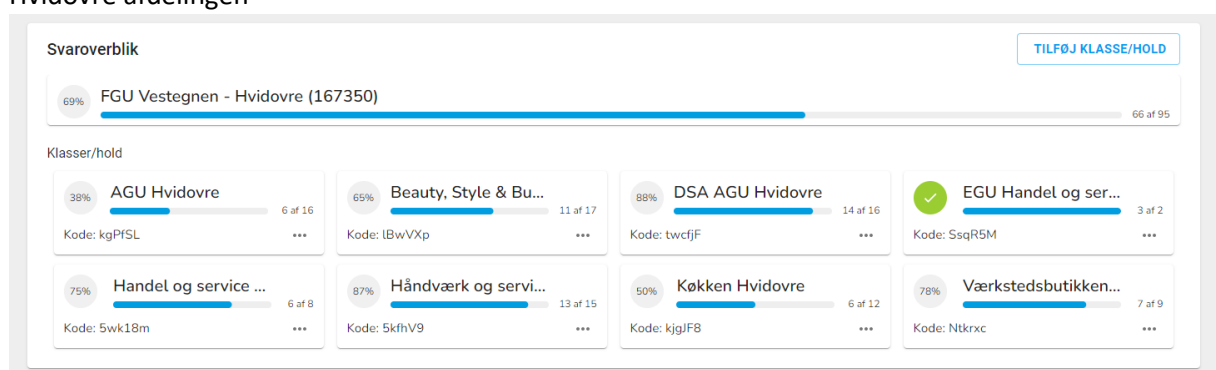 Hvidovre afdelingen
Svaroverblik
TILFØJ KLASSE/HOLD
69%
FGU Vestegnen - Hvidovre (167350)
66 af 95
Klasser/hold
38%
AGU Hvidovre
6 af 16
Kode: kgPfSL
65%
Beauty, Style & Bu...
11 af 17
Kode: lBwVXp
88%
DSA AGU Hvidovre
14 af 16
Kode: twcfjF
EGU Handel og ser...
3 af 2
Kode: SsqR5M
75%
Handel og service ...
6 af 8
Kode: 5wk18m
87%
Håndværk og servi...
13 af 15
Kode: 5kfhV9
50%
Køkken Hvidovre
6 af 12
Kode: kjgJF8
78%
Værkstedsbutikken...
7 af 9
Kode: Ntkrxc